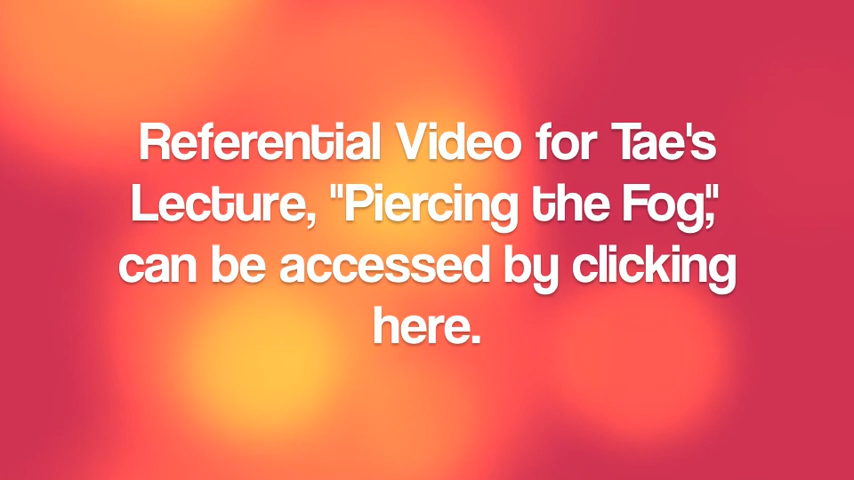 Referential Video for Tae's
Lecture, "Piercing the Fog,"
can be accessed by clicking
here.